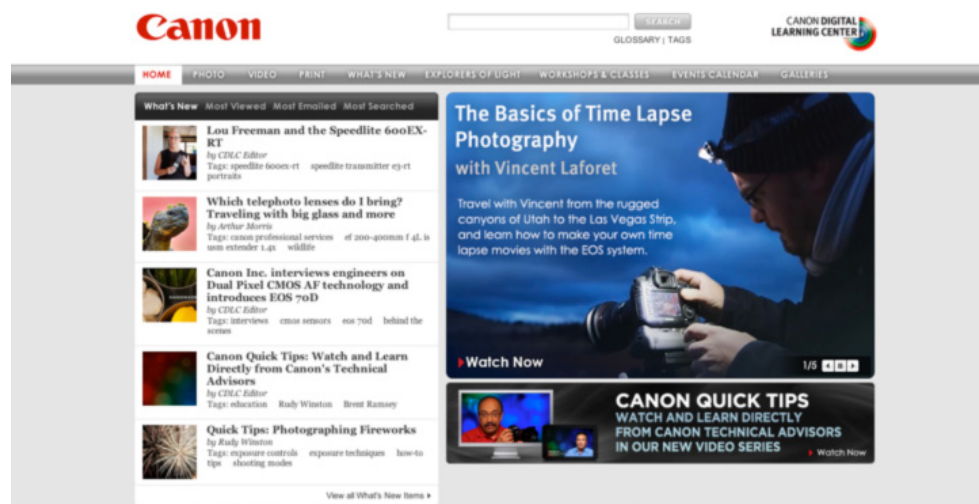 Canon
SEARCH
GLOSSARY | TAGS
CANON DIGITAL
LEARNING CENTER
HOME PHOTO VIDEO PRINT WHAT'S NEW EXPLORERS OF LIGHT WORKSHOPS & CLASSES EVENTS CALENDAR GALLERIES
What's New Most Viewed Most Emailed Most Searched
Lou Freeman and the Speedlite 600EX-
RT
by CDLC Editor
Tags: speedlite 600ex-rt speedlite transmitter e3-rt
portraits
Which telephoto lenses do I bring?
Traveling with big glass and more
by Arthur Morris
Tags: canon professional services ef 200-400mm f 4L is
usm extender 1.4x wildlife
Canon Inc. interviews engineers on
Dual Pixel CMOS AF technology and
introduces EOS 70D
by CDLC Editor
Tags: interviews cmos sensors eos 70d behind the
scenes
Canon Quick Tips: Watch and Learn
Directly from Canon's Technical
Advisors
by CDLC Editor
Tags: education Rudy Winston Brent Ramsey
Quick Tips: Photographing Fireworks
by Rudy Winston
Tags: exposure controls exposure techniques how-to
tips shooting modes
View all What's New Items
The Basics of Time Lapse
Photography
with Vincent Laforet
Travel with Vincent from the rugged
canyons of Utah to the Las Vegas Strip,
and learn how to make your own time
lapse movies with the EOS system.
Watch Now
1/5
CANON QUICK TIPS
WATCH AND LEARN DIRECTLY
FROM CANON TECHNICAL ADVISORS
IN OUR NEW VIDEO SERIES
Watch Now